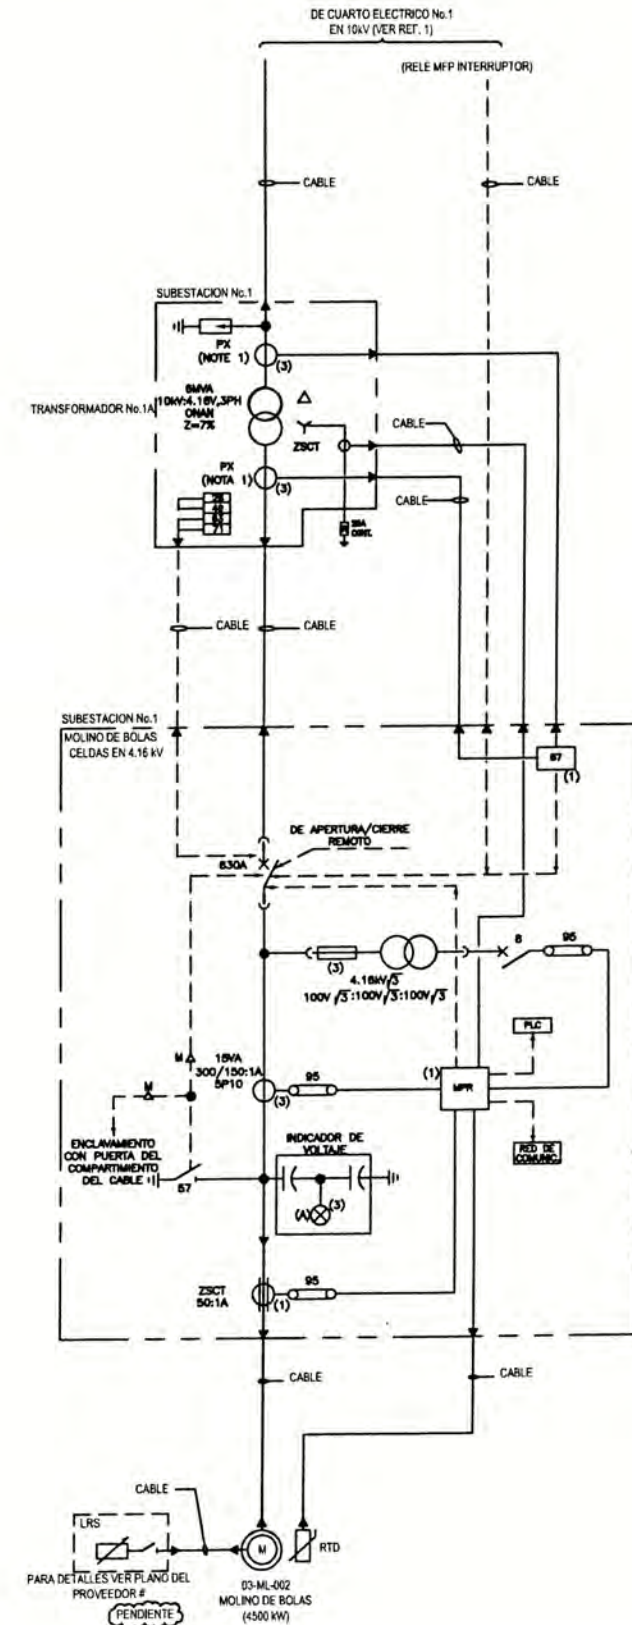 DE CUARTO ELECTRICO No.1
EN 10kV (VER REF. 1)
(RELE MFP INTERRUPTOR)
CABLE
CABLE
SUBESTACION No.1
PX
(NOTE 1)
(3)
TRANSFORMADOR No.1A
6MVA
10kV:4.16V,3PH
ONAN
Z=7%
ZSCT
CABLE
PX
(NOTA 1)
(3)
CABLE
CONT.
CABLE
CABLE
SUBESTACION No.1
MOLINO DE BOLAS
CELDAS EN 4.16 kV
87
(1)
DE APERTURA/CIERRE
REMOTO
630A
(3)
8
95
4.16kV√3
100V√3:100V√3:100V√3
PLC
M
15VA
300/150:1A
5P10
(3)
95
(1)
MPR
M
RED DE
COMUNIC.
ENCLAVAMIENTO
CON PUERTA DEL
COMPARTIMIENTO
DEL CABLE
57
INDICADOR DE
VOLTAJE
(A)
(3)
ZSCT
50:1A
(1)
95
CABLE
CABLE
CABLE
LRS
M
RTD
PARA DETALLES VER PLANO DEL
PROVEEDOR #
PENDIENTE
03-ML-002
MOLINO DE BOLAS
(4500 kW)